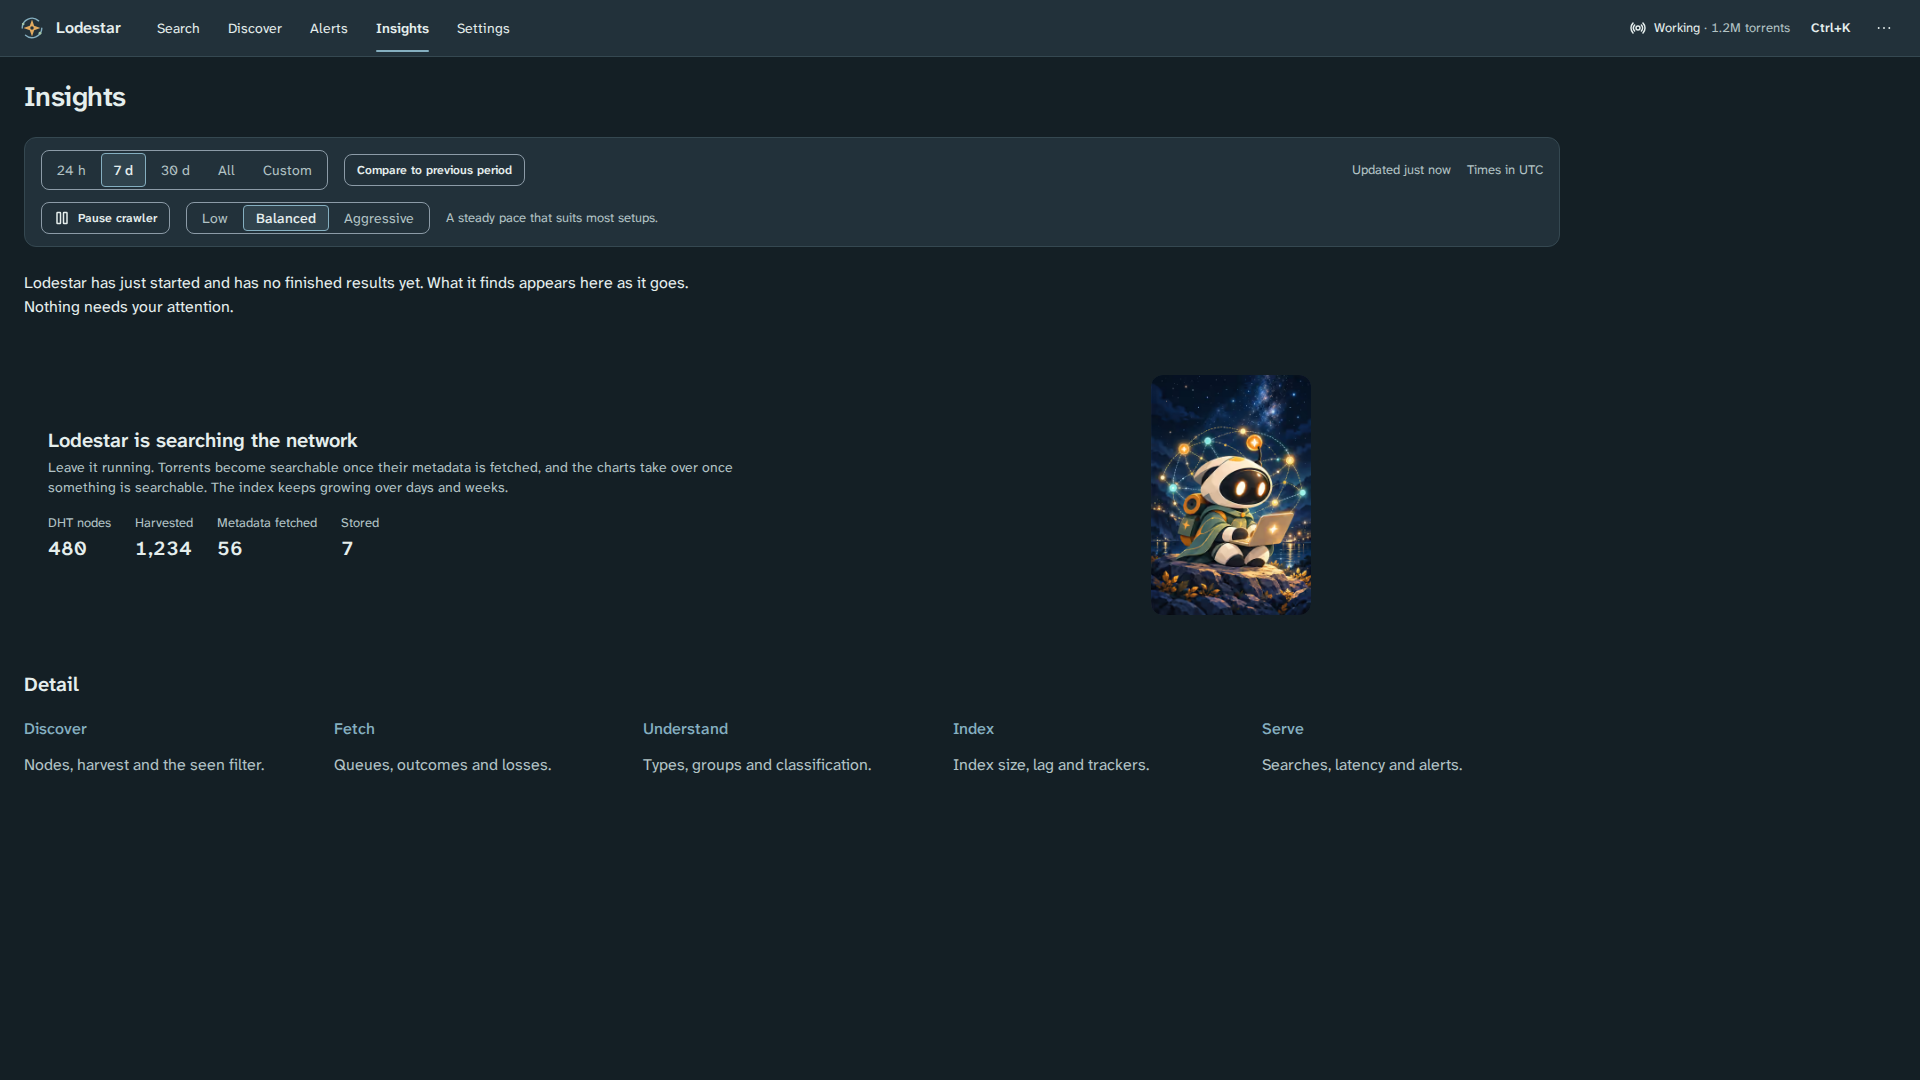 Lodestar
Search
Discover
Alerts
Insights
Settings
Working · 1.2M torrents
Ctrl+K
···
Insights
24 h
7 d
30 d
All
Custom
Compare to previous period
Updated just now
Times in UTC
Pause crawler
Low
Balanced
Aggressive
A steady pace that suits most setups.
Lodestar has just started and has no finished results yet. What it finds appears here as it goes.
Nothing needs your attention.
Lodestar is searching the network
Leave it running. Torrents become searchable once their metadata is fetched, and the charts take over once
something is searchable. The index keeps growing over days and weeks.
DHT nodes
480
Harvested
1,234
Metadata fetched
56
Stored
7
Detail
Discover
Nodes, harvest and the seen filter.
Fetch
Queues, outcomes and losses.
Understand
Types, groups and classification.
Index
Index size, lag and trackers.
Serve
Searches, latency and alerts.